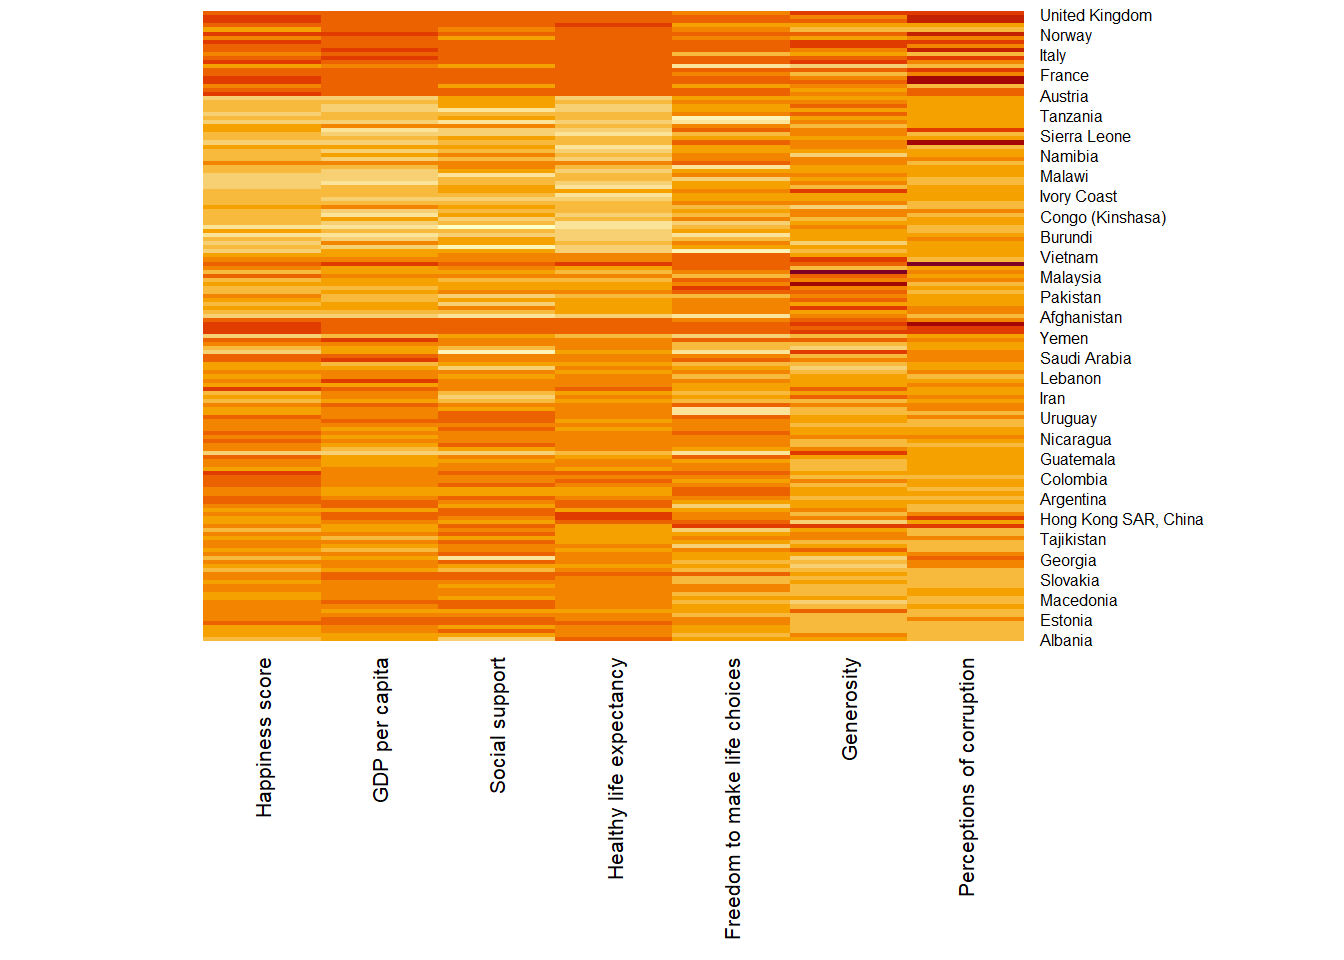 United Kingdom
Norway
Italy
France
Austria
Tanzania
Sierra Leone
Namibia
Malawi
Ivory Coast
Congo (Kinshasa)
Burundi
Vietnam
Malaysia
Pakistan
Afghanistan
Yemen
Saudi Arabia
Lebanon
Iran
Uruguay
Nicaragua
Guatemala
Colombia
Argentina
Hong Kong SAR, China
Tajikistan
Georgia
Slovakia
Macedonia
Estonia
Albania
Happiness score
GDP per capita
Social support
Healthy life expectancy
Freedom to make life choices
Generosity
Perceptions of corruption